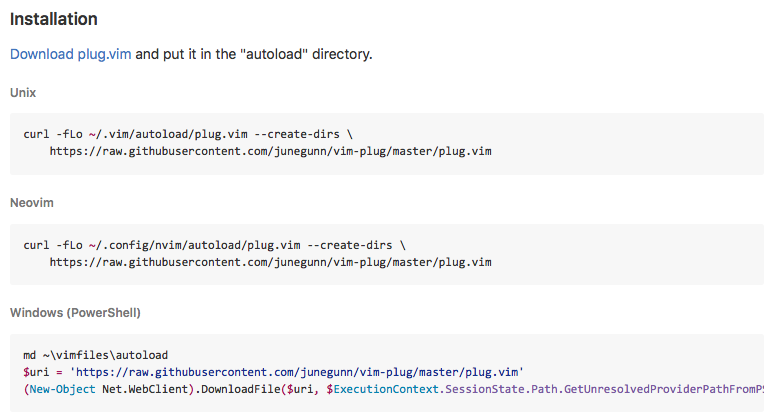 Installation
Download plug.vim and put it in the "autoload" directory.
Unix
curl -fLo ~/.vim/autoload/plug.vim --create-dirs \
    https://raw.githubusercontent.com/junegunn/vim-plug/master/plug.vim
Neovim
curl -fLo ~/.config/nvim/autoload/plug.vim --create-dirs \
    https://raw.githubusercontent.com/junegunn/vim-plug/master/plug.vim
Windows (PowerShell)
md ~\vimfiles\autoload
$uri = 'https://raw.githubusercontent.com/junegunn/vim-plug/master/plug.vim'
(New-Object Net.WebClient).DownloadFile($uri, $ExecutionContext.SessionState.Path.GetUnresolvedProviderPathFromPS